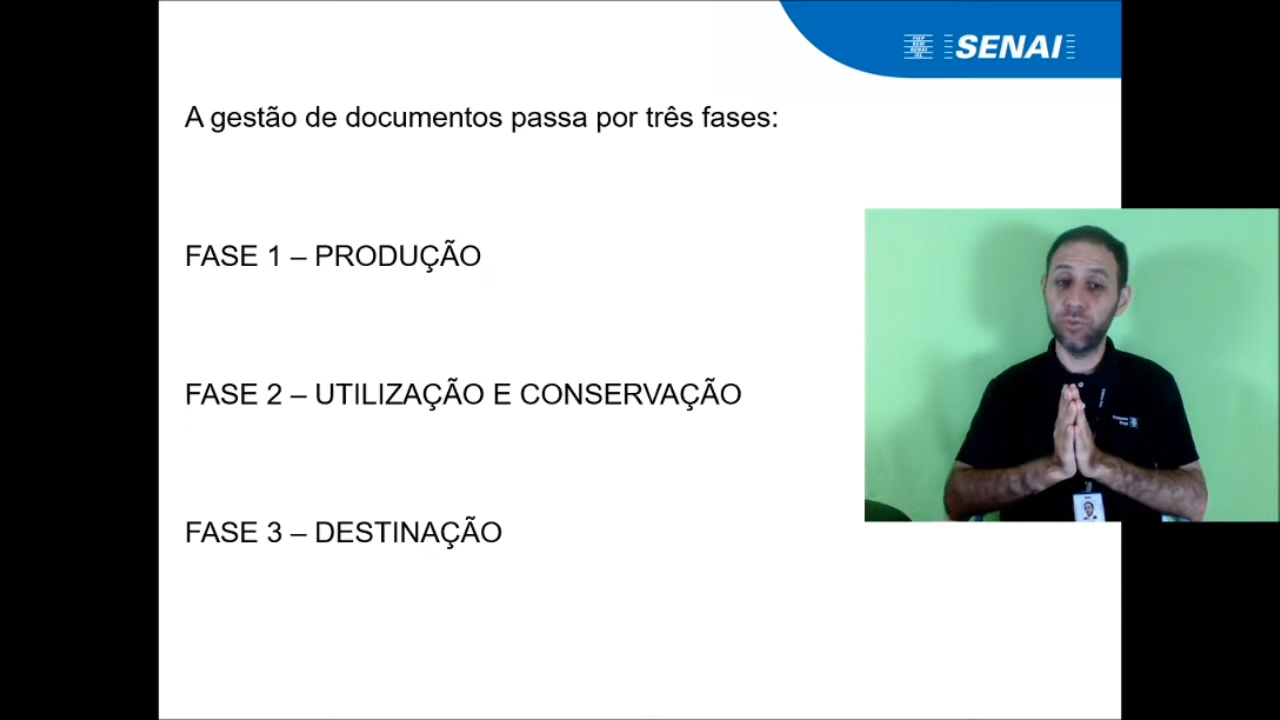 SENAI
A gestão de documentos passa por três fases:
FASE 1 – PRODUÇÃO
FASE 2 – UTILIZAÇÃO E CONSERVAÇÃO
FASE 3 – DESTINAÇÃO